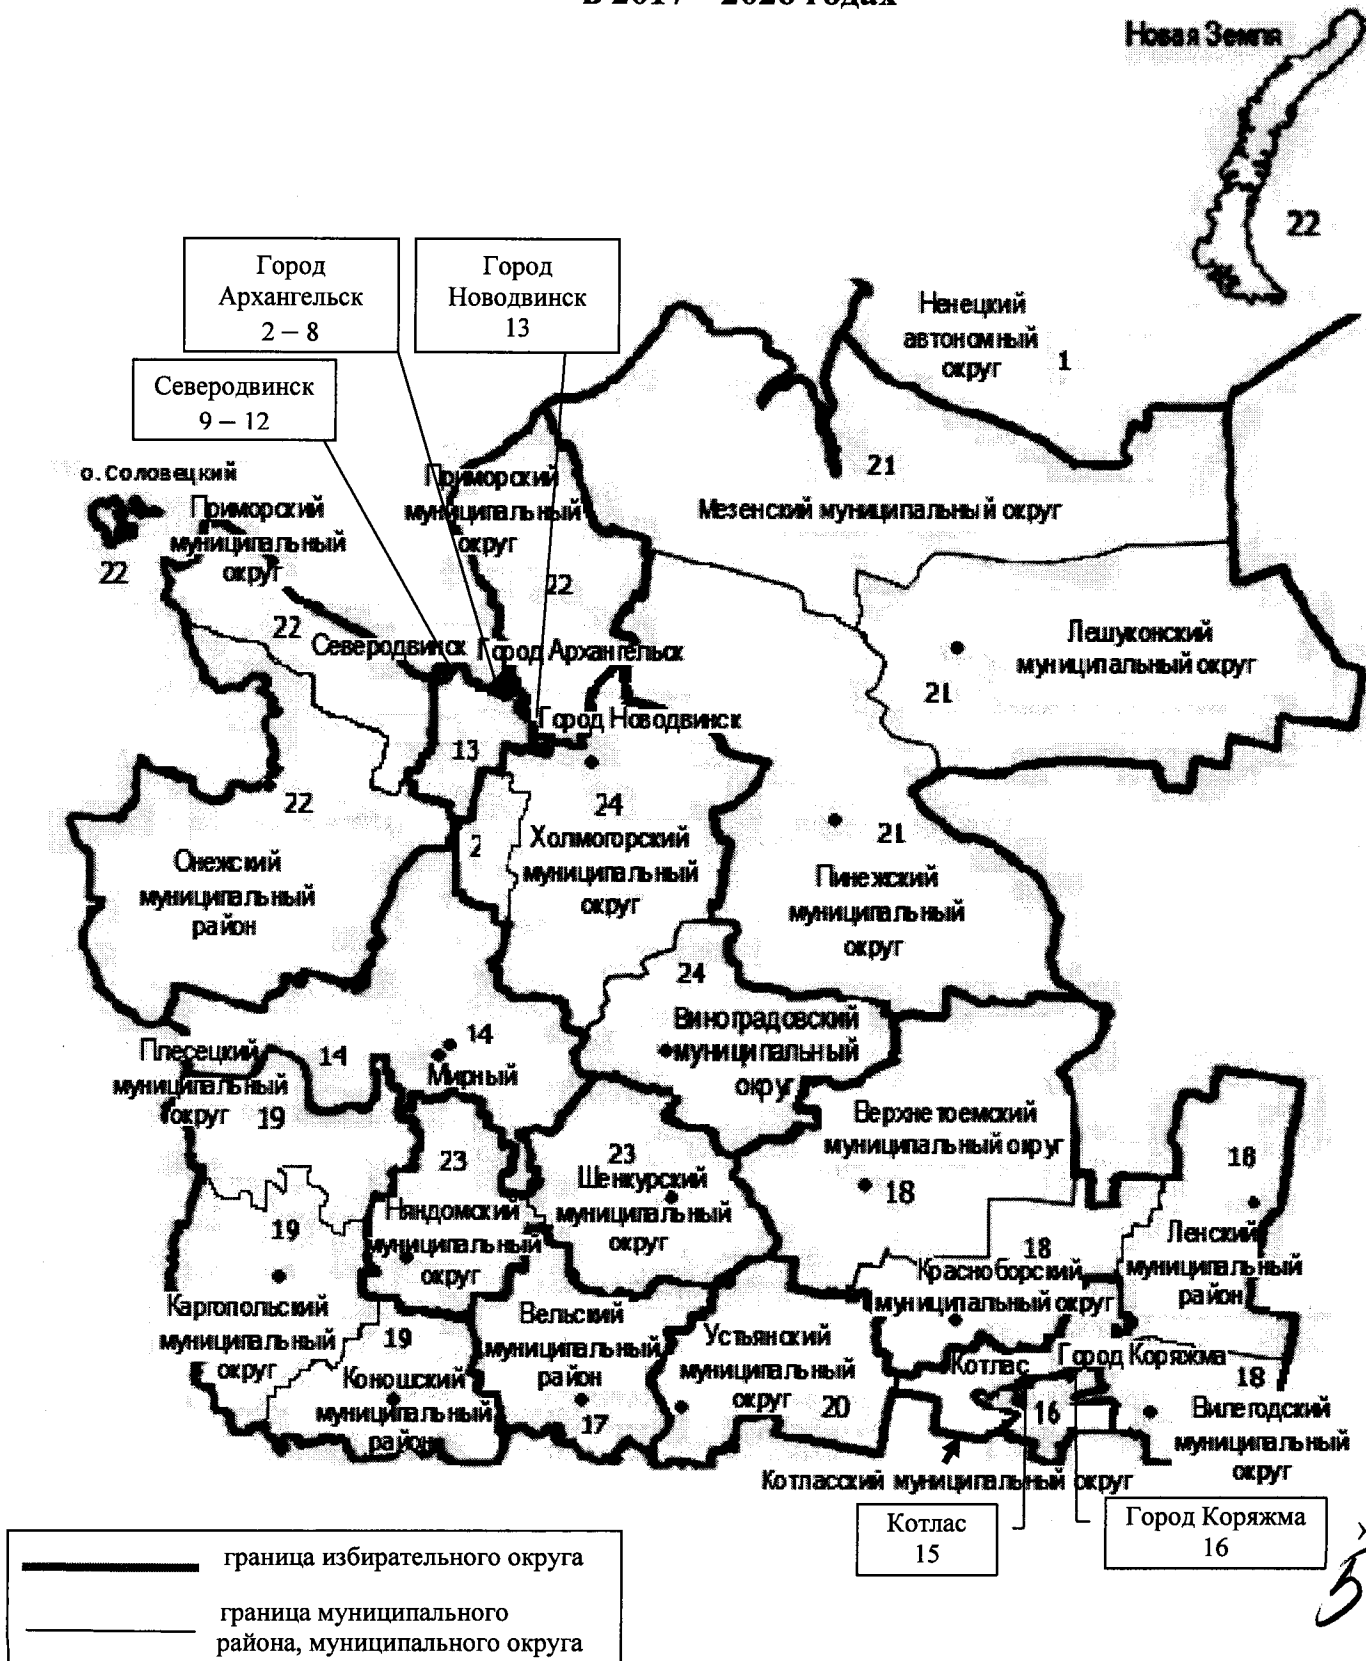 Новая Земля
22
Город
Архангельск
2 – 8
Город
Новодвинск
13
Ненецкий
автономный
округ
1
Северодвинск
9 – 12
21
Мезенский муниципальный округ
о. Соловецкий
22
Приморский
муниципальный
округ
22
Приморский
муниципальный
округ
22
Северодвинск
Город Архангельск
Лешуконский
муниципальный округ
21
Город Новодвинск
13
22
Онежский
муниципальный
район
24
Холмогорский
муниципальный
округ
21
Пинежский
муниципальный
округ
2
24
Виноградовский
муниципальный
округ
Плесецкий
муниципальный
округ
14
14
Мирный
19
Верхнетоемский
муниципальный округ
18
23
Няндомский
муниципальный
округ
23
Шенкурский
муниципальный
округ
18
Ленский
муниципальный
район
19
Каргопольский
муниципальный
округ
18
Красноборский
муниципальный округ
19
Коношский
муниципальный
район
Вельский
муниципальный
район
17
Устьянский
муниципальный
округ
20
Котлас
Город Коряжма
16
18
Вилегодский
муниципальный
округ
Котласский муниципальный округ
Котлас
15
Город Коряжма
16
граница избирательного округа
граница муниципального
района, муниципального округа
5